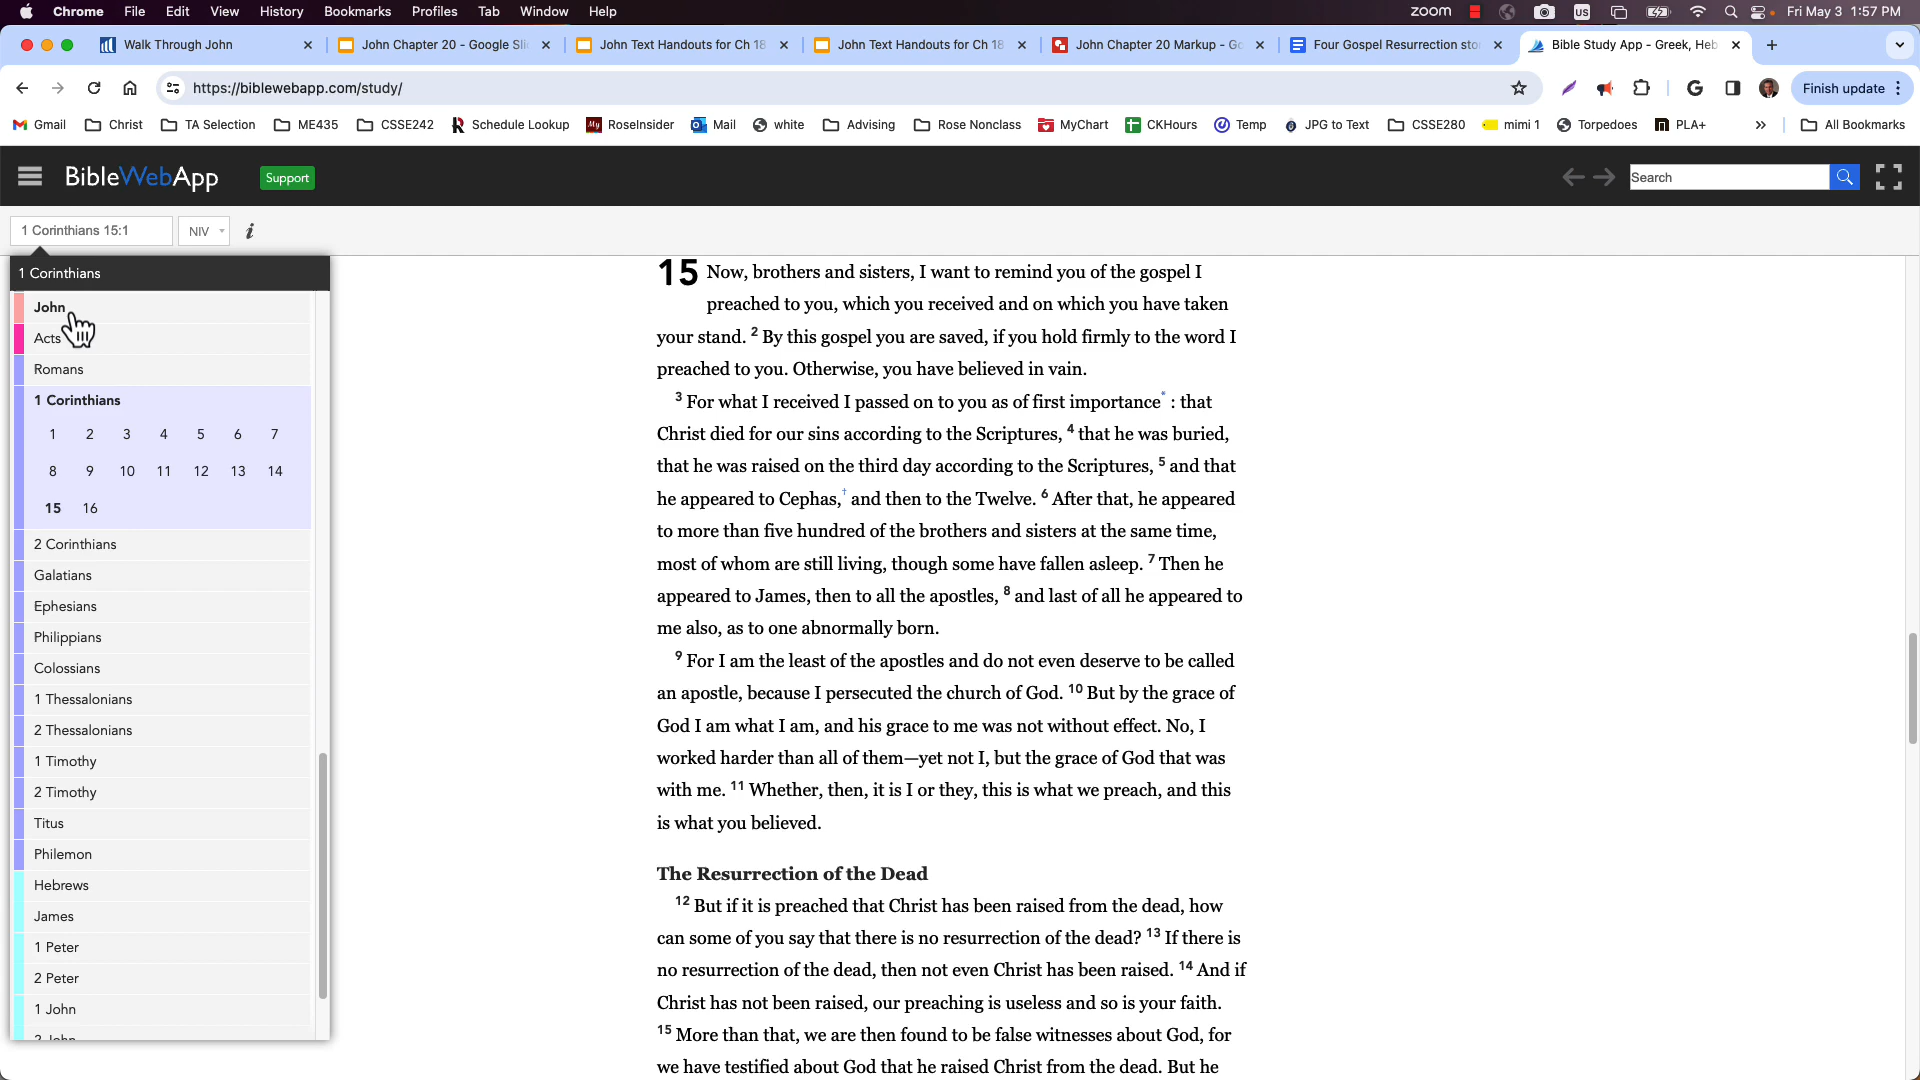 Chrome File Edit View History Bookmarks Profiles Tab Window Help zoom US Fri May 3 1:57 PM
Walk Through John
John Chapter 20 - Google Sli
John Text Handouts for Ch 18
John Text Handouts for Ch 18
John Chapter 20 Markup - Go
Four Gospel Resurrection sto
Bible Study App - Greek, Heb
https://biblewebapp.com/study/
Finish update
Gmail Christ TA Selection ME435 CSSE242 Schedule Lookup RoseInsider Mail white Advising Rose Nonclass MyChart CKHours Temp JPG to Text CSSE280 mimi 1 Torpedoes PLA+ » All Bookmarks
BibleWebApp
Support
Search
1 Corinthians 15:1
NIV
i
1 Corinthians
John
Acts
Romans
1 Corinthians
1 2 3 4 5 6 7
8 9 10 11 12 13 14
15 16
2 Corinthians
Galatians
Ephesians
Philippians
Colossians
1 Thessalonians
2 Thessalonians
1 Timothy
2 Timothy
Titus
Philemon
Hebrews
James
1 Peter
2 Peter
1 John
2 John
15 Now, brothers and sisters, I want to remind you of the gospel I
preached to you, which you received and on which you have taken
your stand. 2 By this gospel you are saved, if you hold firmly to the word I
preached to you. Otherwise, you have believed in vain.
3 For what I received I passed on to you as of first importance* : that
Christ died for our sins according to the Scriptures, 4 that he was buried,
that he was raised on the third day according to the Scriptures, 5 and that
he appeared to Cephas,† and then to the Twelve. 6 After that, he appeared
to more than five hundred of the brothers and sisters at the same time,
most of whom are still living, though some have fallen asleep. 7 Then he
appeared to James, then to all the apostles, 8 and last of all he appeared to
me also, as to one abnormally born.
9 For I am the least of the apostles and do not even deserve to be called
an apostle, because I persecuted the church of God. 10 But by the grace of
God I am what I am, and his grace to me was not without effect. No, I
worked harder than all of them—yet not I, but the grace of God that was
with me. 11 Whether, then, it is I or they, this is what we preach, and this
is what you believed.
The Resurrection of the Dead
12 But if it is preached that Christ has been raised from the dead, how
can some of you say that there is no resurrection of the dead? 13 If there is
no resurrection of the dead, then not even Christ has been raised. 14 And if
Christ has not been raised, our preaching is useless and so is your faith.
15 More than that, we are then found to be false witnesses about God, for
we have testified about God that he raised Christ from the dead. But he